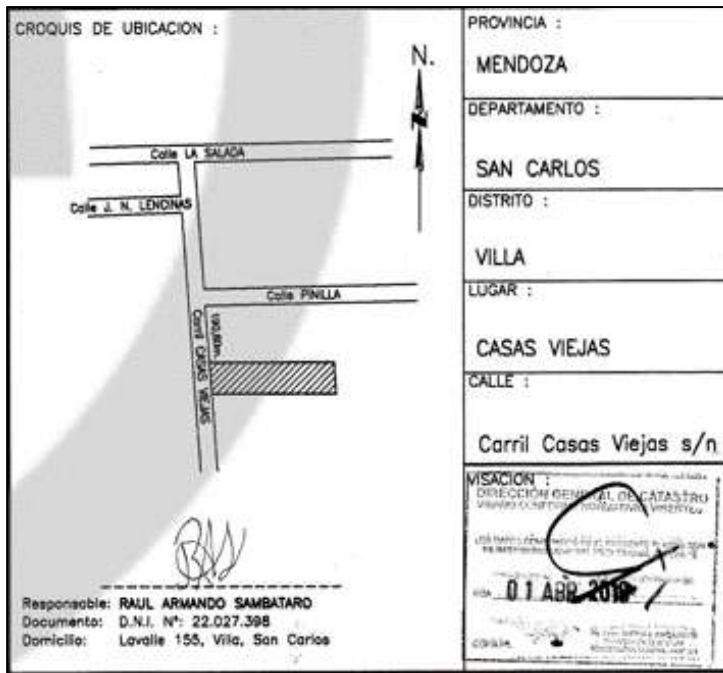 CROQUIS DE UBICACION :
N.
N
Calle LA SALADA
Calle J. N. LENCINAS
Calle PINILLA
Carril CASAS VIEJAS
PROVINCIA :
MENDOZA
DEPARTAMENTO :
SAN CARLOS
DISTRITO :
VILLA
LUGAR :
CASAS VIEJAS
CALLE :
Carril Casas Viejas s/n
VISACION :
DIRECCIÓN GENERAL DE CATASTRO
01 ABR
Responsable: RAUL ARMANDO SAMBATARO
Documento: D.N.I. Nº: 22.027.398
Domicilio: Lavalle 155, Villa, San Carlos